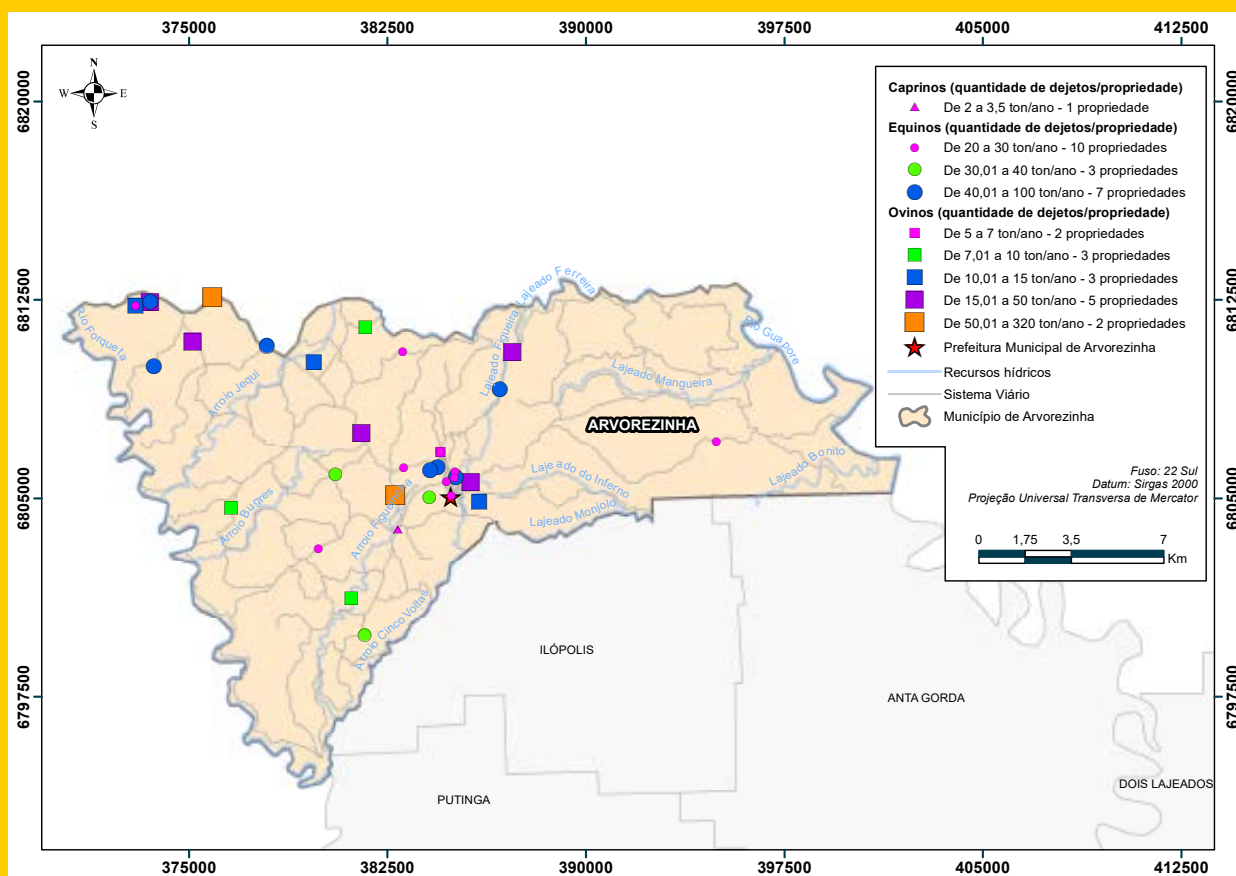 375000 382500 390000 397500 405000 412500
N
W E
S
6820000 6820000
6812500 6812500
6805000 6805000
6797500 6797500
Caprinos (quantidade de dejetos/propriedade)
De 2 a 3,5 ton/ano - 1 propriedade
Equinos (quantidade de dejetos/propriedade)
De 20 a 30 ton/ano - 10 propriedades
De 30,01 a 40 ton/ano - 3 propriedades
De 40,01 a 100 ton/ano - 7 propriedades
Ovinos (quantidade de dejetos/propriedade)
De 5 a 7 ton/ano - 2 propriedades
De 7,01 a 10 ton/ano - 3 propriedades
De 10,01 a 15 ton/ano - 3 propriedades
De 15,01 a 50 ton/ano - 5 propriedades
De 50,01 a 320 ton/ano - 2 propriedades
Prefeitura Municipal de Arvorezinha
Recursos hídricos
Sistema Viário
Município de Arvorezinha
Fuso: 22 Sul
Datum: Sirgas 2000
Projeção Universal Transversa de Mercator
0 1,75 3,5 7
Km
Lajeado Ferreira
Rio Forqueta
Rio Guaporé
Lajeado Figueira
Arroio Jequi
Lajeado Mangueira
ARVOREZINHA
Lajeado Bonito
Lajeado do Inferno
Arroio Bugres
Lajeado Monjolo
Arroio Cinco Voltas
ILÓPOLIS
ANTA GORDA
PUTINGA
DOIS LAJEADOS
375000 382500 390000 397500 405000 412500